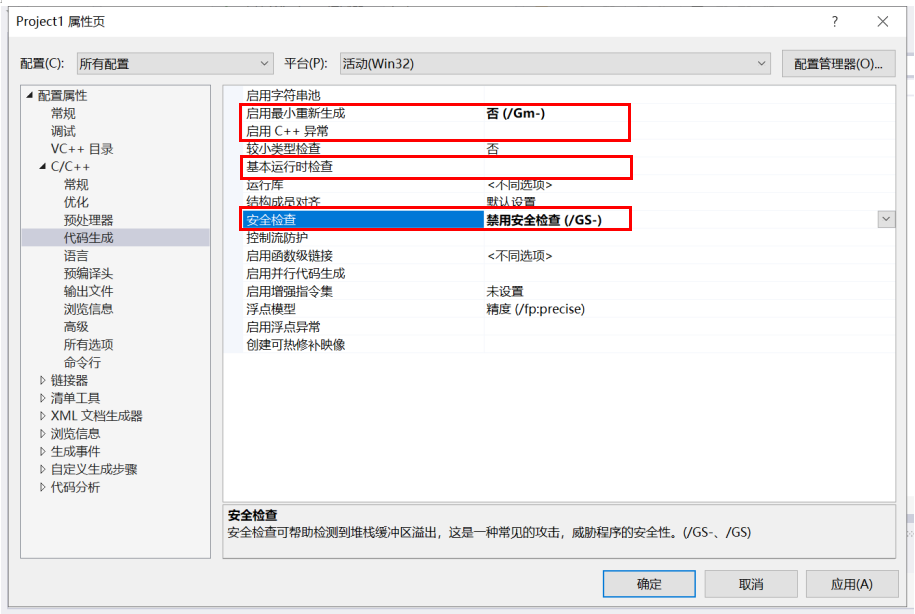 Project1 属性页
配置(C): 所有配置 平台(P): 活动(Win32) 配置管理器(O)...
配置属性
常规
调试
VC++ 目录
C/C++
常规
优化
预处理器
代码生成
语言
预编译头
输出文件
浏览信息
高级
所有选项
命令行
链接器
清单工具
XML 文档生成器
浏览信息
生成事件
自定义生成步骤
代码分析
启用字符串池
启用最小重新生成 否 (/Gm-)
启用 C++ 异常
较小类型检查 否
基本运行时检查
运行库 <不同选项>
结构成员对齐 默认设置
安全检查 禁用安全检查 (/GS-)
控制流防护
启用函数级链接 <不同选项>
启用并行代码生成
启用增强指令集 未设置
浮点模型 精度 (/fp:precise)
启用浮点异常
创建可热修补映像
安全检查
安全检查可帮助检测到堆栈缓冲区溢出，这是一种常见的攻击，威胁程序的安全性。(/GS-、/GS)
确定 取消 应用(A)